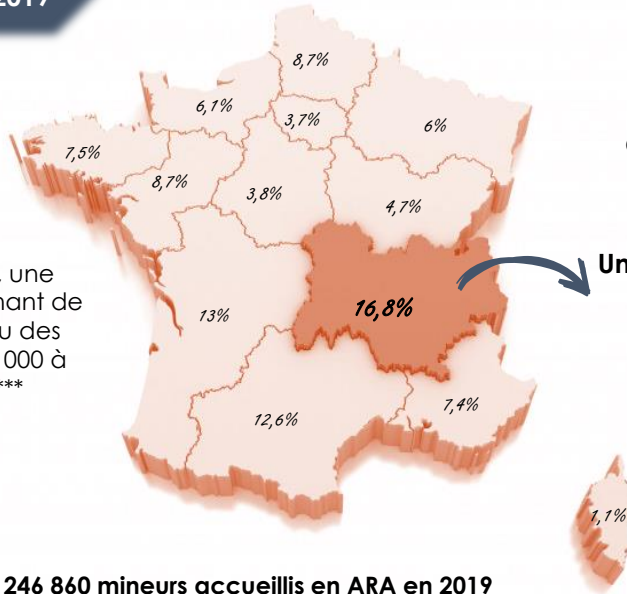 2019
8,7%
6,1%
3,7%
6%
7,5%
8,7%
3,8%
4,7%
Un
une
nant de
u des
000 à
***
16,8%
13%
7,4%
12,6%
1,1%
246 860 mineurs accueillis en ARA en 2019